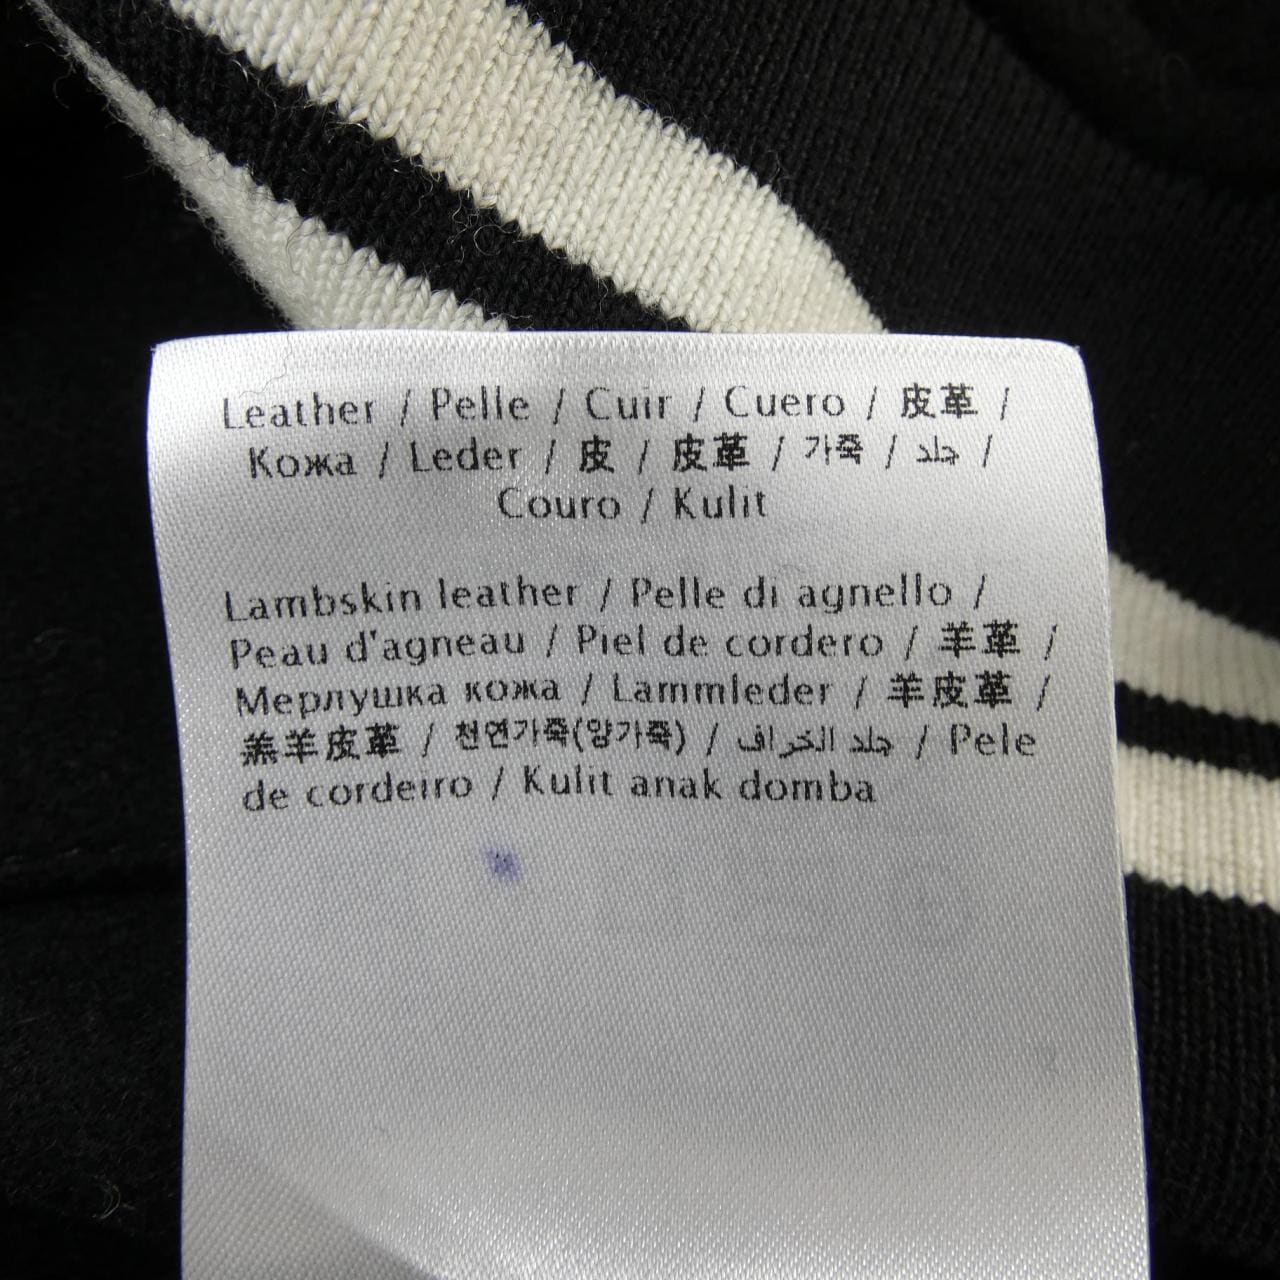 Leather / Pelle / Cuir / Cuero / 皮革 /
Кожа / Leder / 皮 / 皮革 / 가죽 / جلد /
Couro / Kulit
Lambskin leather / Pelle di agnello /
Peau d'agneau / Piel de cordero / 羊革 /
Мерлушка кожа / Lammleder / 羊皮革 /
羔羊皮革 / 천연가죽(양가죽) / جلد الخراف / Pele
de cordeiro / Kulit anak domba